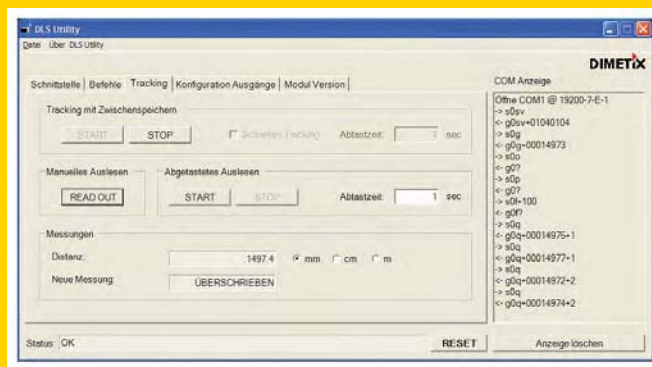 DLS Utility
Datei Über DLS Utility
DIMETIX
Schnittstelle Befehle Tracking Konfiguration Ausgänge Modul Version
Tracking mit Zwischenspeichern
START STOP Schnelles Tracking Abtastzeit: 1 sec
Manuelles Auslesen
READ OUT
Abgetastetes Auslesen
START STOP Abtastzeit: 1 sec
Messungen
Distanz: 1497.4 mm cm m
Neue Messung: ÜBERSCHRIEBEN
Status: OK RESET
COM Anzeige
Öffne COM1 @ 19200-7-E-1
-> s0sv
<- g0sv+01040104
-> s0g
<- g0g+00014973
-> s0o
<- g0?
-> s0p
<- g0?
-> s0f+100
<- g0f?
-> s0q
<- g0q+00014975+1
-> s0q
<- g0q+00014977+1
-> s0q
<- g0q+00014972+2
-> s0q
<- g0q+00014974+2
Anzeige löschen